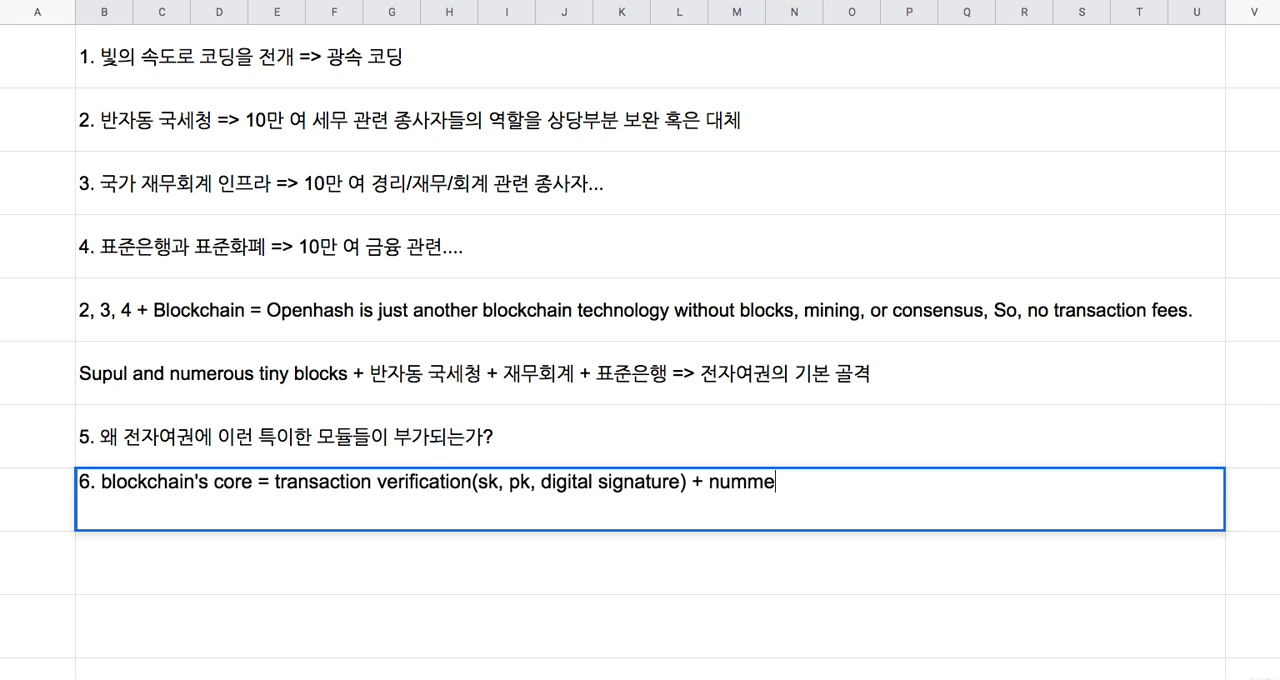 A B C D E F G H I J K L M N O P Q R S T U V
1. 빛의 속도로 코딩을 전개 => 광속 코딩
2. 반자동 국세청 => 10만 여 세무 관련 종사자들의 역할을 상당부분 보완 혹은 대체
3. 국가 재무회계 인프라 => 10만 여 경리/재무/회계 관련 종사자...
4. 표준은행과 표준화폐 => 10만 여 금융 관련....
2, 3, 4 + Blockchain = Openhash is just another blockchain technology without blocks, mining, or consensus, So, no transaction fees.
Supul and numerous tiny blocks + 반자동 국세청 + 재무회계 + 표준은행 => 전자여권의 기본 골격
5. 왜 전자여권에 이런 특이한 모듈들이 부가되는가?
6. blockchain's core = transaction verification(sk, pk, digital signature) + numme